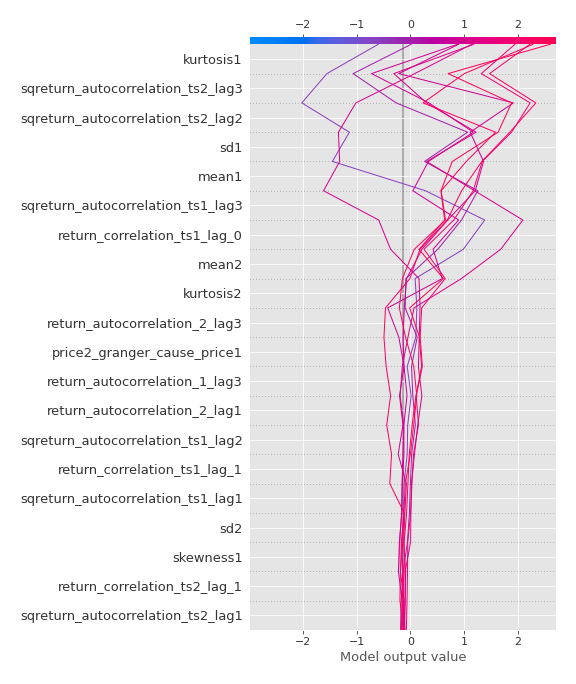 −2 −1 0 1 2
kurtosis1
sqreturn_autocorrelation_ts2_lag3
sqreturn_autocorrelation_ts2_lag2
sd1
mean1
sqreturn_autocorrelation_ts1_lag3
return_correlation_ts1_lag_0
mean2
kurtosis2
return_autocorrelation_2_lag3
price2_granger_cause_price1
return_autocorrelation_1_lag3
return_autocorrelation_2_lag1
sqreturn_autocorrelation_ts1_lag2
return_correlation_ts1_lag_1
sqreturn_autocorrelation_ts1_lag1
sd2
skewness1
return_correlation_ts2_lag_1
sqreturn_autocorrelation_ts2_lag1
−2 −1 0 1 2
Model output value